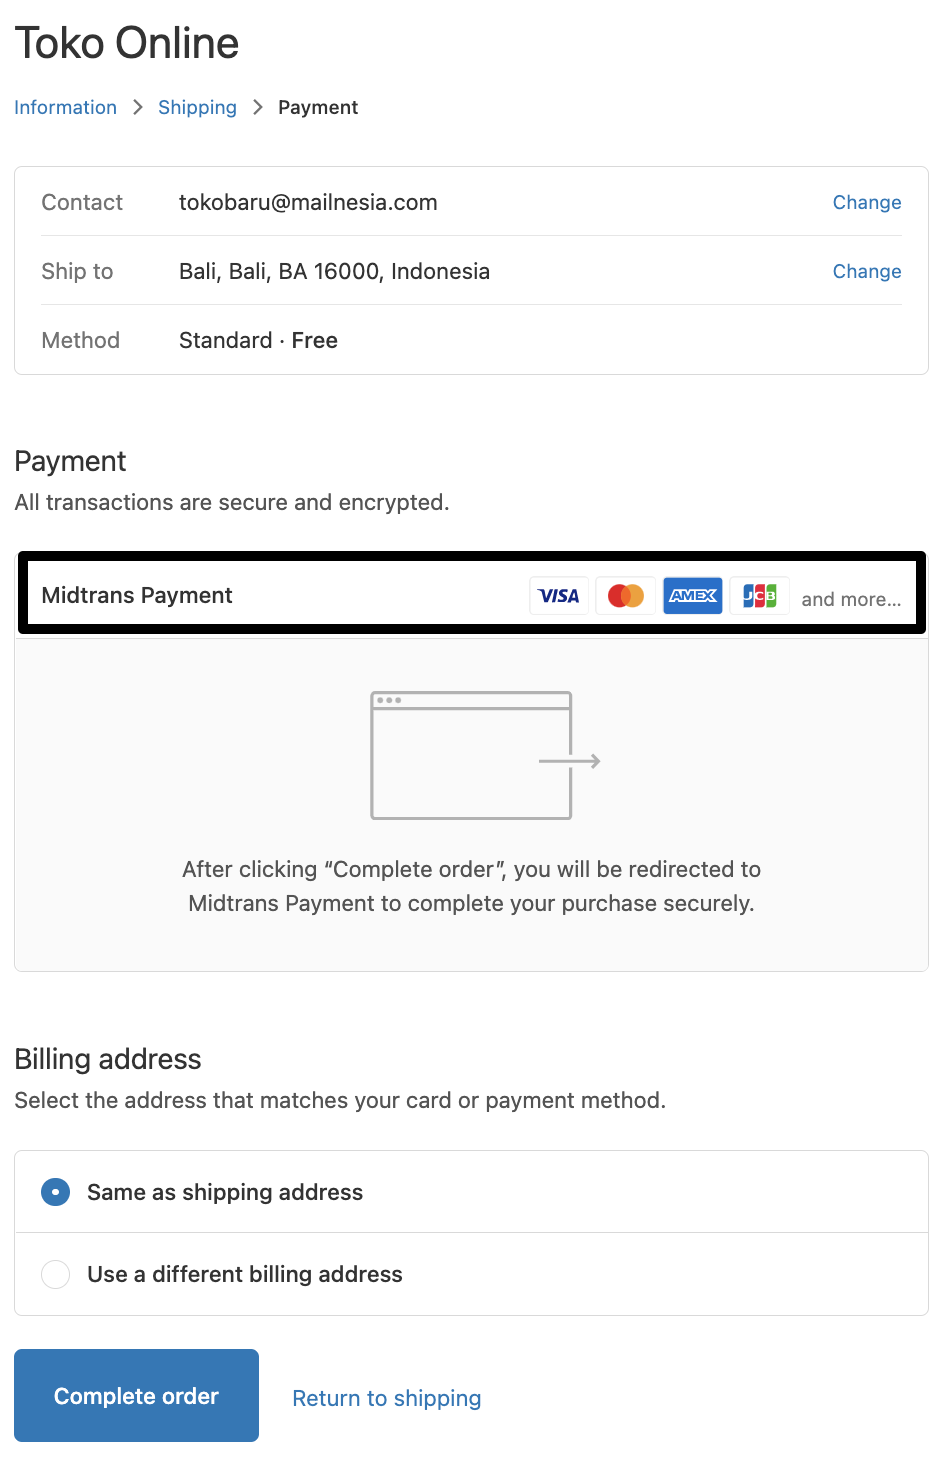 Toko Online
Information > Shipping > Payment
Contact tokobaru@mailnesia.com Change
Ship to Bali, Bali, BA 16000, Indonesia Change
Method Standard · Free
Payment
All transactions are secure and encrypted.
Midtrans Payment VISA AMEX JCB and more...
After clicking “Complete order”, you will be redirected to
Midtrans Payment to complete your purchase securely.
Billing address
Select the address that matches your card or payment method.
Same as shipping address
Use a different billing address
Complete order Return to shipping